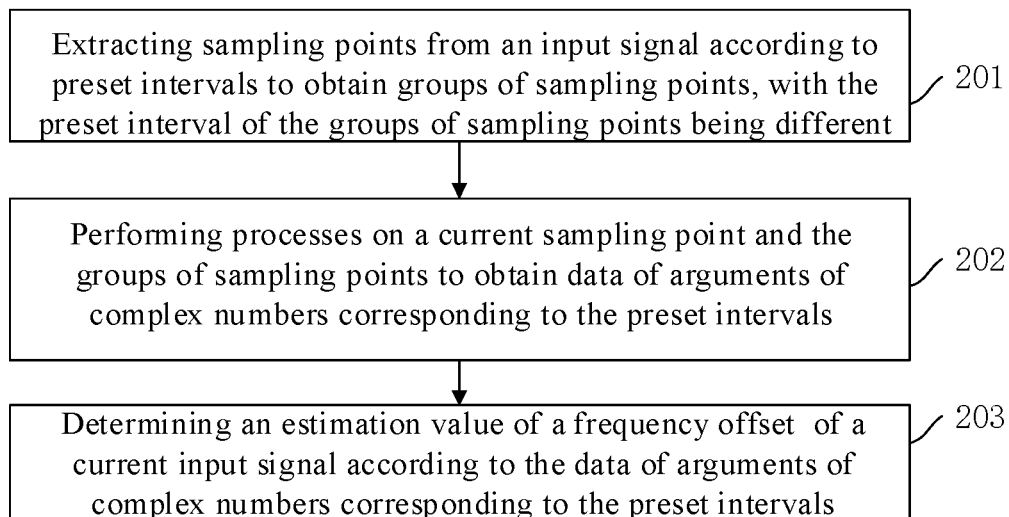 Extracting sampling points from an input signal according to
preset intervals to obtain groups of sampling points, with the
preset interval of the groups of sampling points being different
201
Performing processes on a current sampling point and the
groups of sampling points to obtain data of arguments of
complex numbers corresponding to the preset intervals
202
Determining an estimation value of a frequency offset of a
current input signal according to the data of arguments of
complex numbers corresponding to the preset intervals
203